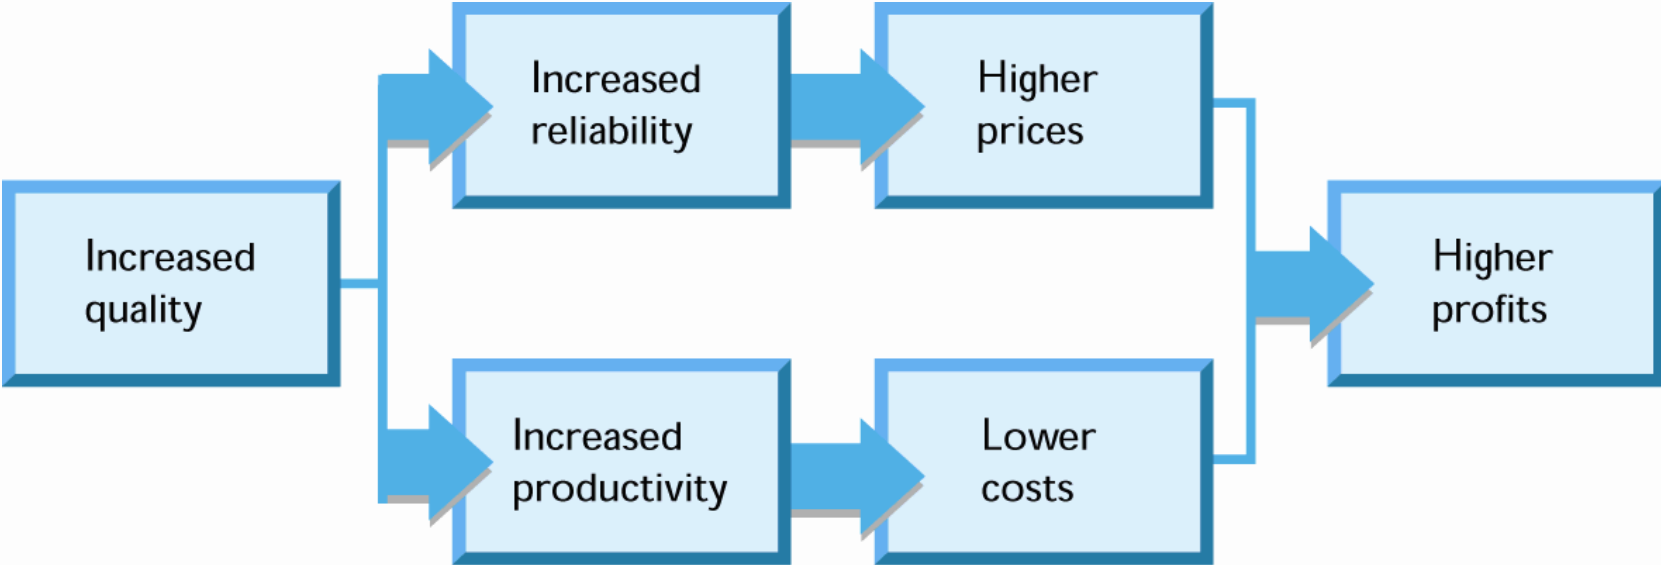 Increased
quality
Increased
reliability
Higher
prices
Increased
productivity
Lower
costs
Higher
profits